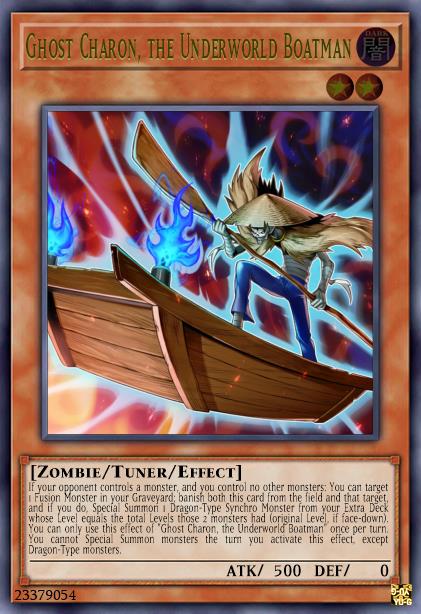 GHOST CHARON, THE UNDERWORLD BOATMAN
DARK
闇
[ZOMBIE/TUNER/EFFECT]
If your opponent controls a monster, and you control no other monsters: You can target
1 Fusion Monster in your Graveyard; banish both this card from the field and that target,
and if you do, Special Summon 1 Dragon-Type Synchro Monster from your Extra Deck
whose Level equals the total Levels those 2 monsters had (original Level, if face-down).
You can only use this effect of "Ghost Charon, the Underworld Boatman" once per turn.
You cannot Special Summon monsters the turn you activate this effect, except
Dragon-Type monsters.
ATK/ 500 DEF/ 0
23379054